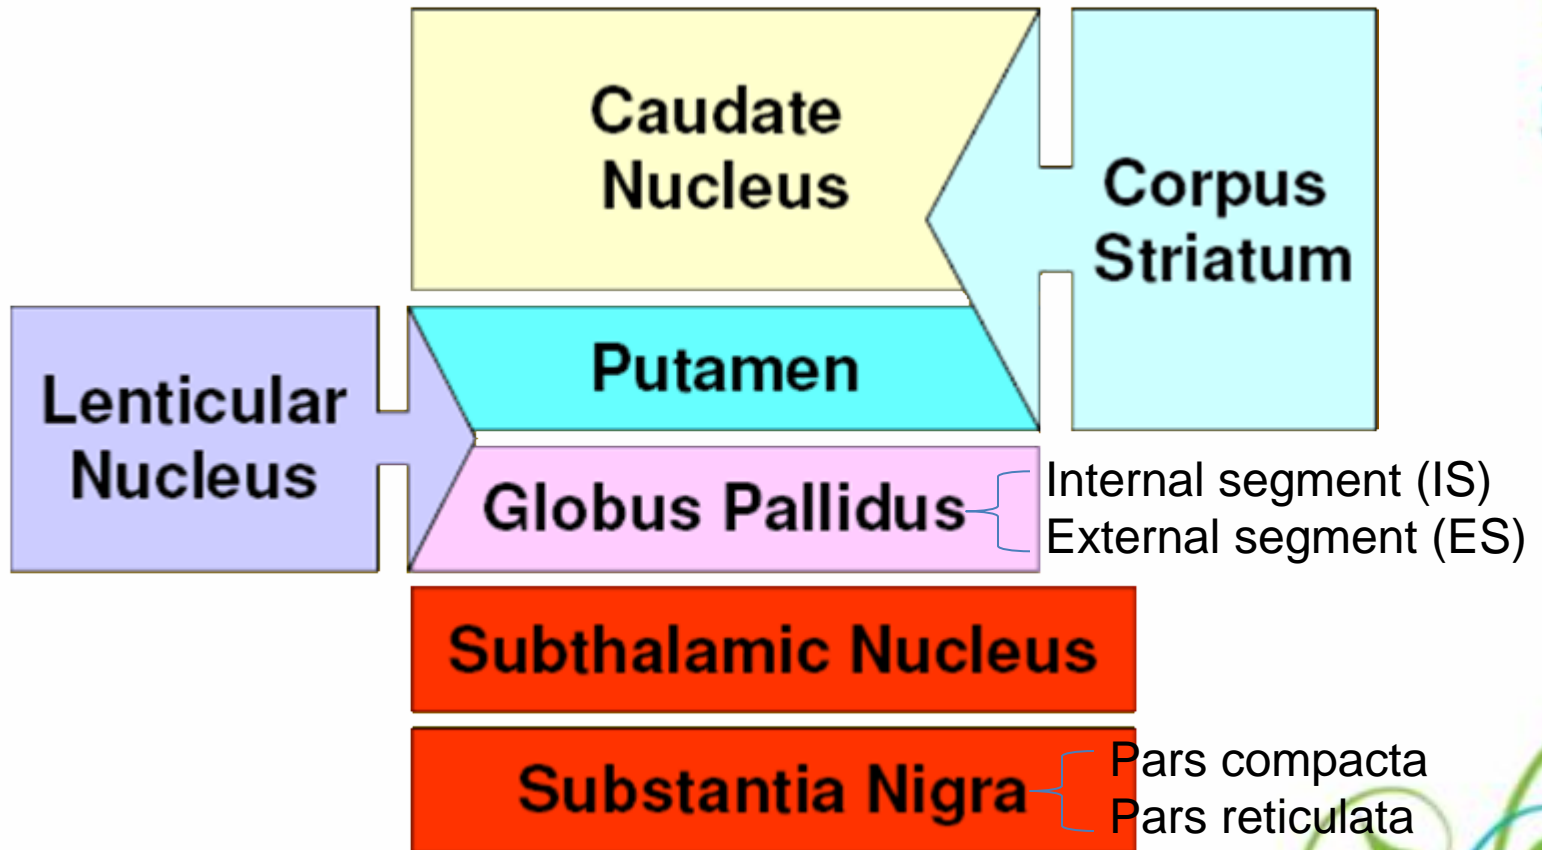 Caudate
Nucleus
Corpus
Striatum
Putamen
Lenticular
Nucleus
Globus Pallidus
Internal segment (IS)
External segment (ES)
Subthalamic Nucleus
Substantia Nigra
Pars compacta
Pars reticulata